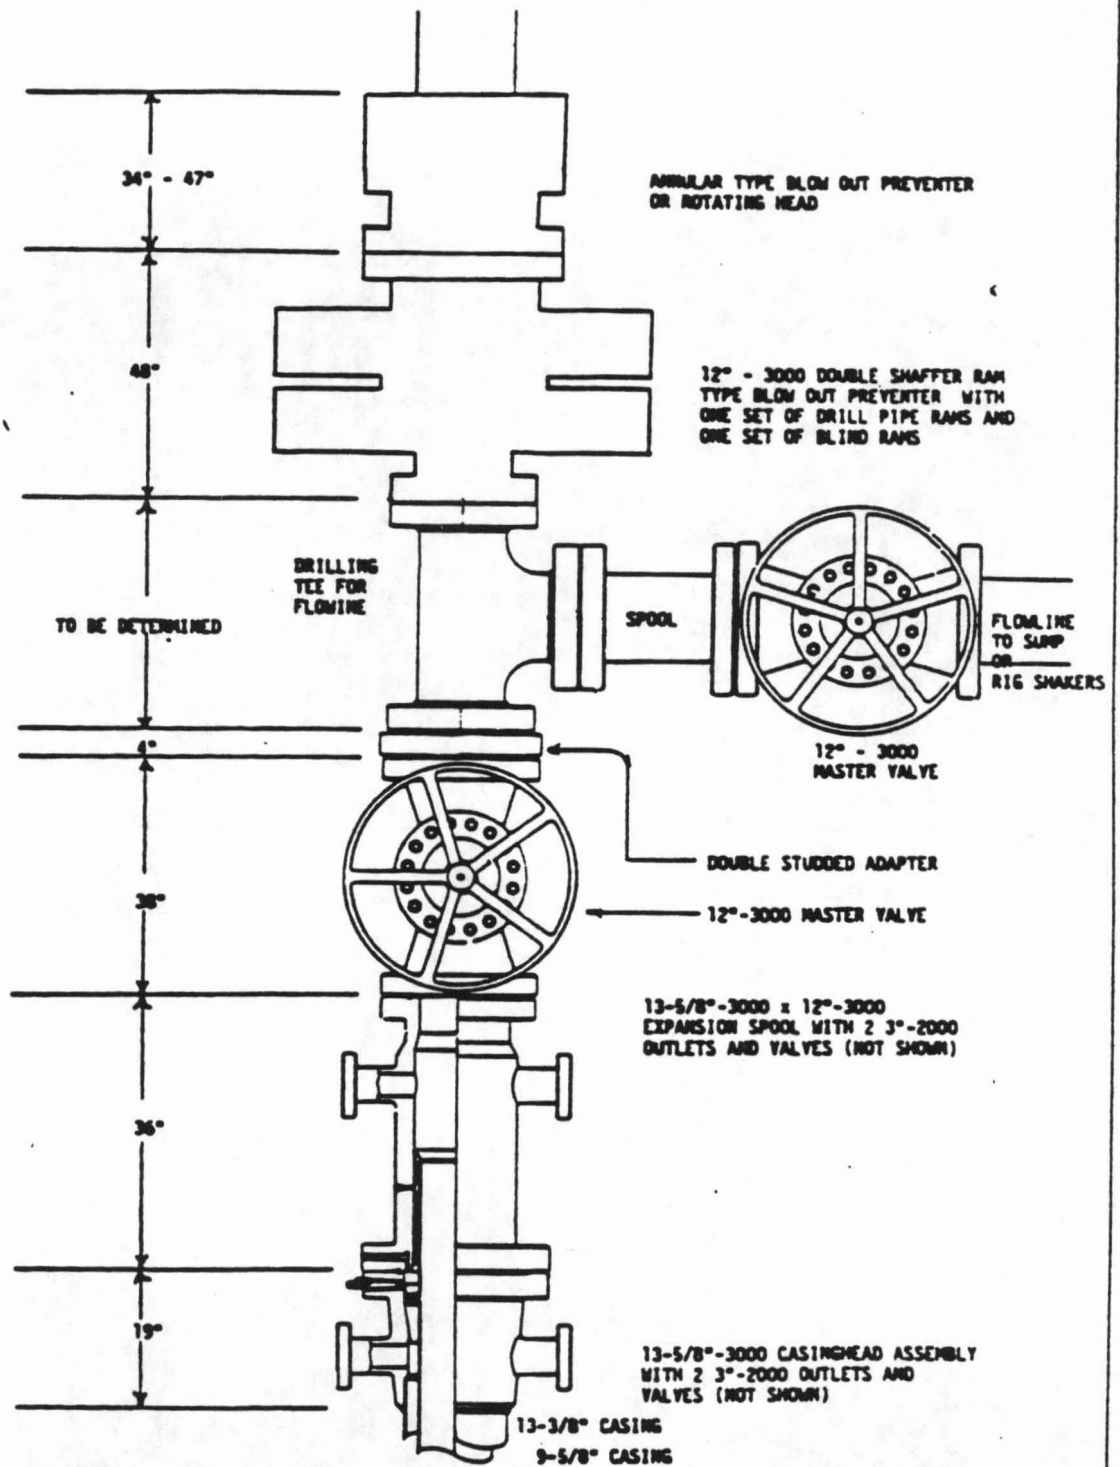 34" - 47"
ANNULAR TYPE BLOW OUT PREVENTER
OR ROTATING HEAD
48"
12" - 3000 DOUBLE SHAFFER RAM
TYPE BLOW OUT PREVENTER WITH
ONE SET OF DRILL PIPE RAMS AND
ONE SET OF BLIND RAMS
DRILLING
TEE FOR
FLOWINE
TO BE DETERMINED
SPOOL
FLOWLINE
TO SUMP
OR
RIG SHAKERS
4"
12" - 3000
MASTER VALVE
DOUBLE STUDDED ADAPTER
38"
12"-3000 MASTER VALVE
13-5/8"-3000 x 12"-3000
EXPANSION SPOOL WITH 2 3"-2000
OUTLETS AND VALVES (NOT SHOWN)
36"
19"
13-5/8"-3000 CASINGHEAD ASSEMBLY
WITH 2 3"-2000 OUTLETS AND
VALVES (NOT SHOWN)
13-3/8" CASING
9-5/8" CASING